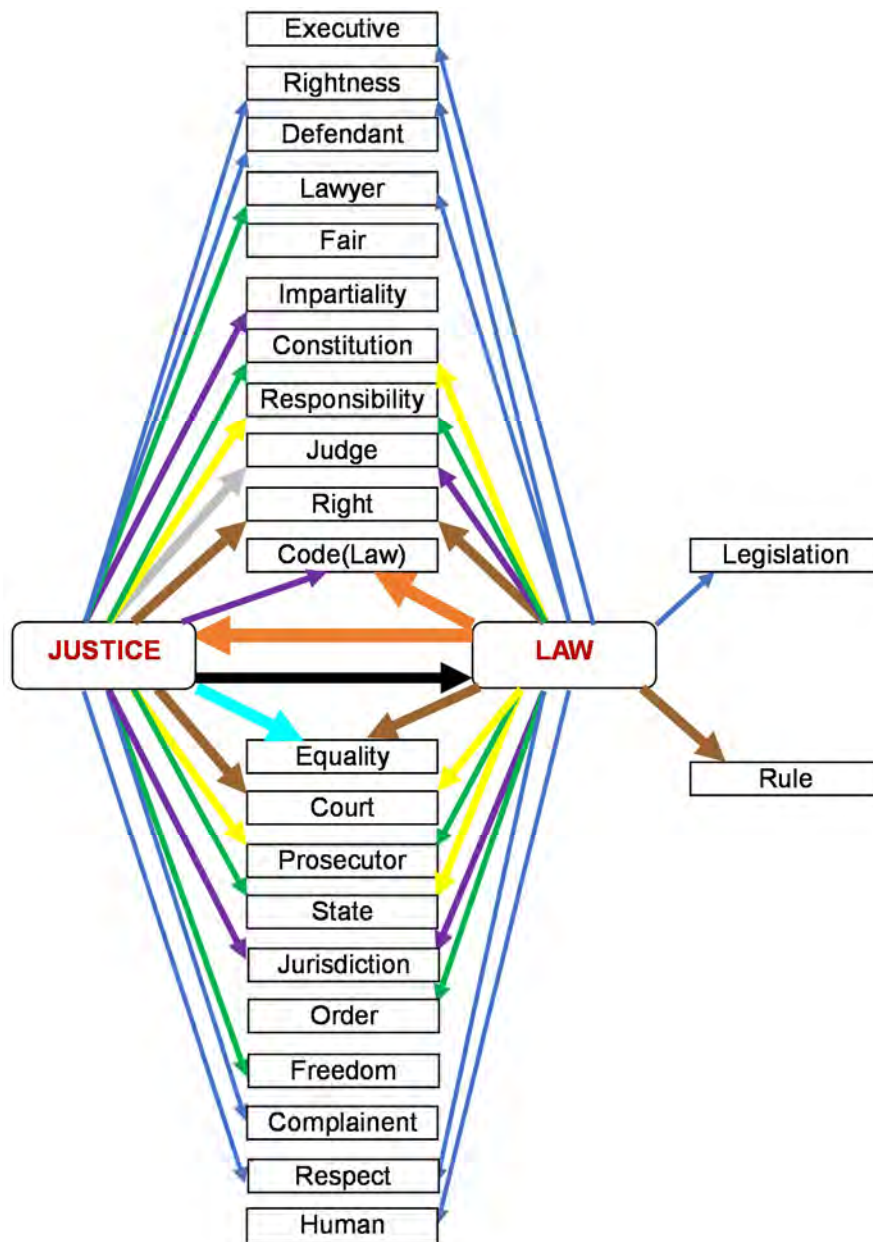 Executive
Rightness
Defendant
Lawyer
Fair
Impartiality
Constitution
Responsibility
Judge
Right
Code(Law)
Legislation
JUSTICE
LAW
Equality
Rule
Court
Prosecutor
State
Jurisdiction
Order
Freedom
Complainent
Respect
Human